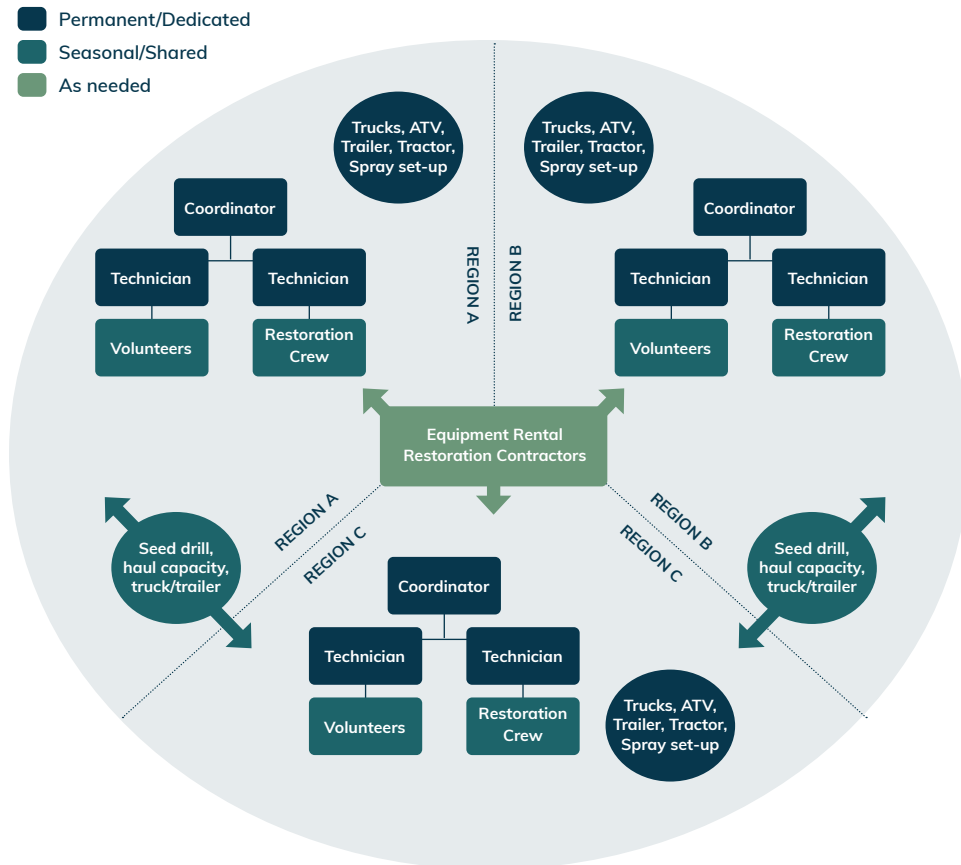 Permanent/Dedicated
Seasonal/Shared
As needed
Trucks, ATV,
Trailer, Tractor,
Spray set-up
Trucks, ATV,
Trailer, Tractor,
Spray set-up
Coordinator
Technician
Technician
Volunteers
Restoration
Crew
REGION A
REGION B
Coordinator
Technician
Technician
Volunteers
Restoration
Crew
Equipment Rental
Restoration Contractors
Seed drill,
haul capacity,
truck/trailer
REGION A
REGION C
REGION B
REGION C
Seed drill,
haul capacity,
truck/trailer
Coordinator
Technician
Technician
Volunteers
Restoration
Crew
Trucks, ATV,
Trailer, Tractor,
Spray set-up